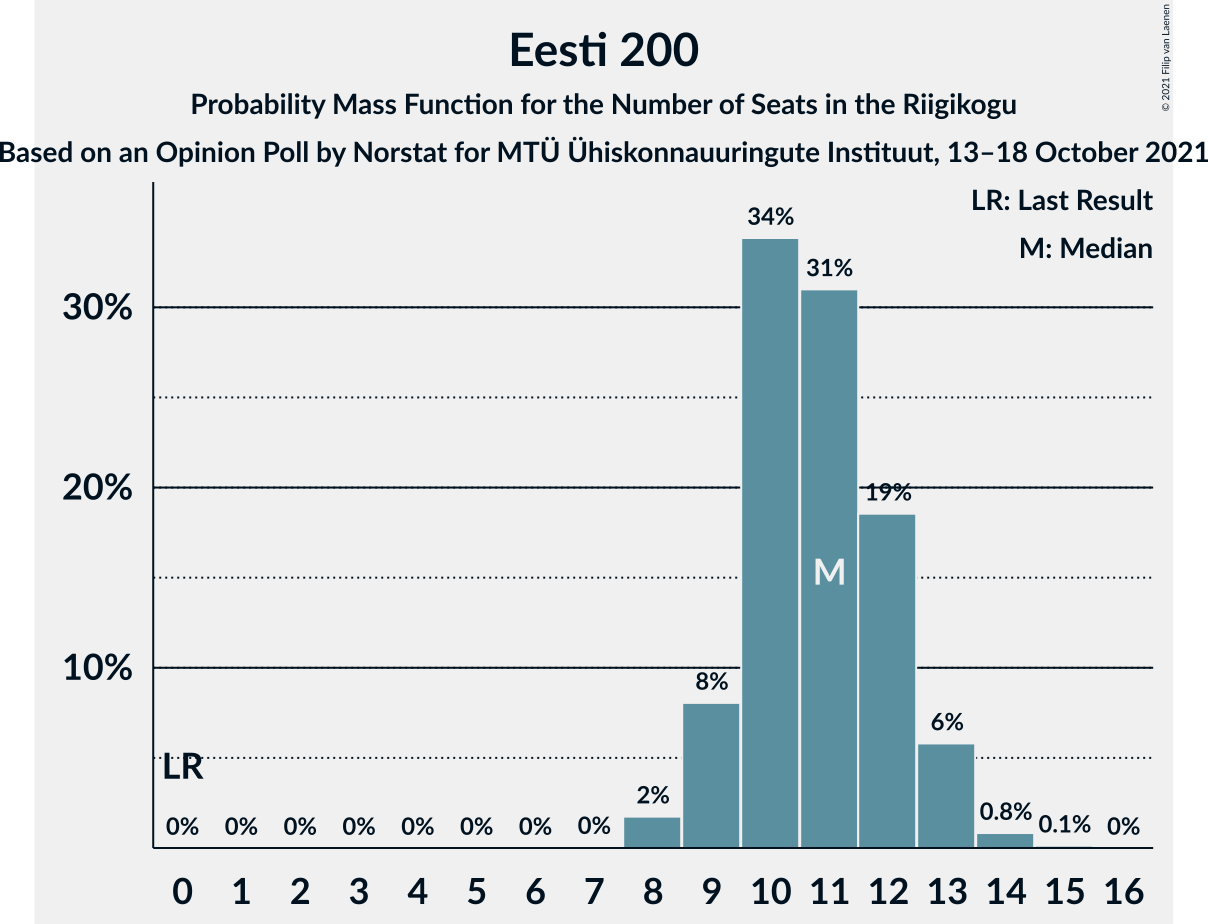 © 2021 Filip van Laenen
Eesti 200
Probability Mass Function for the Number of Seats in the Riigikogu
Based on an Opinion Poll by Norstat for MTÜ Ühiskonnauuringute Instituut, 13–18 October 2021
LR: Last Result
M: Median
34%
31%
30%
20%
19%
M
10%
8%
6%
LR
2%
0% 0% 0% 0% 0% 0% 0% 0% 0.8% 0.1% 0%
0 1 2 3 4 5 6 7 8 9 10 11 12 13 14 15 16